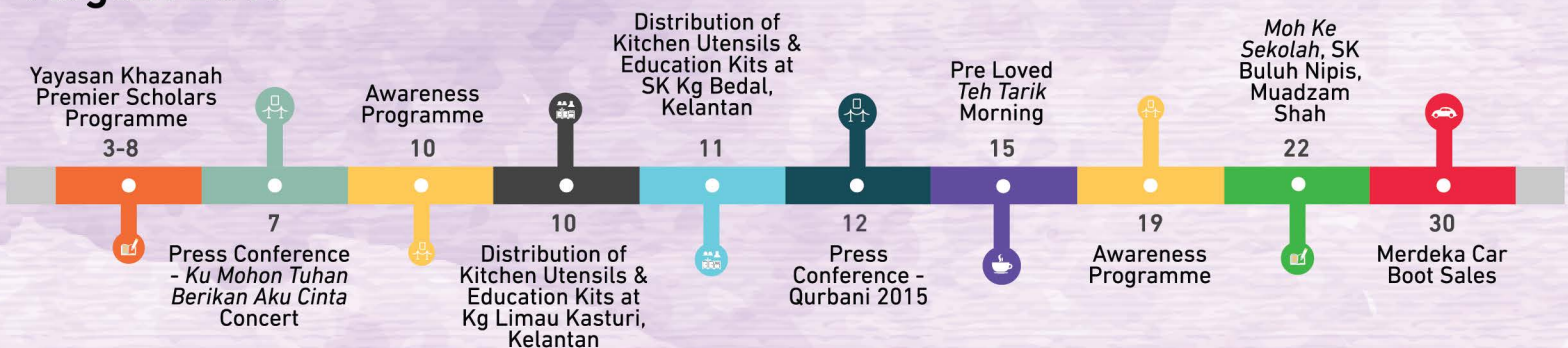 Yayasan Khazanah
Premier Scholars
Programme
3-8
7
Press Conference
- Ku Mohon Tuhan
Berikan Aku Cinta
Concert
Awareness
Programme
10
10
Distribution of
Kitchen Utensils &
Education Kits at
Kg Limau Kasturi,
Kelantan
Distribution of
Kitchen Utensils &
Education Kits at
SK Kg Bedal,
Kelantan
11
12
Press
Conference -
Qurbani 2015
Pre Loved
Teh Tarik
Morning
15
19
Awareness
Programme
Moh Ke
Sekolah, SK
Buluh Nipis,
Muadzam
Shah
22
30
Merdeka Car
Boot Sales